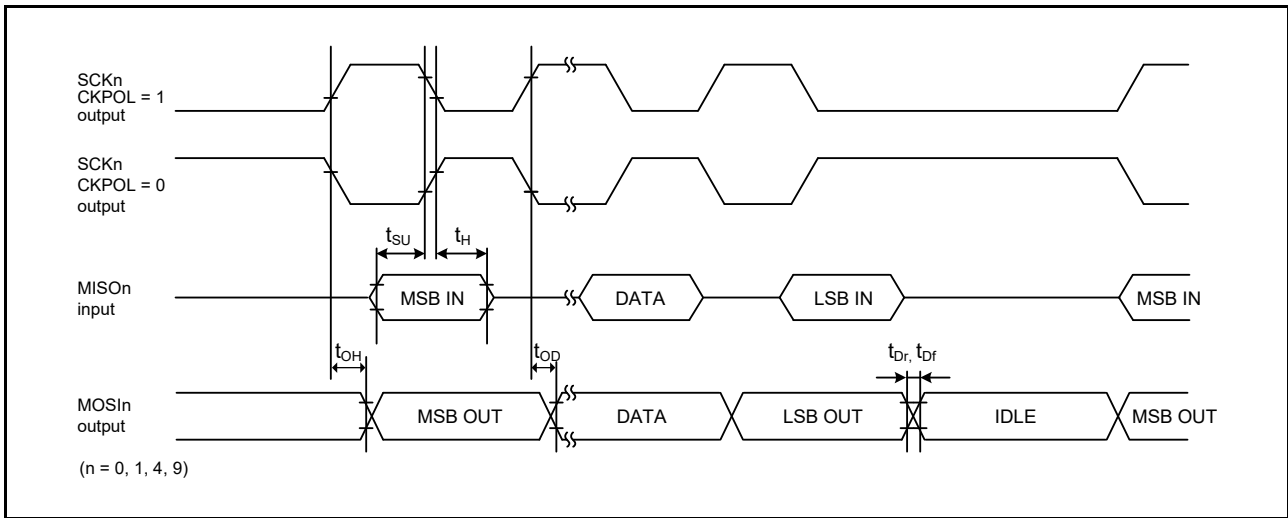 SCKn
CKPOL = 1
output
SCKn
CKPOL = 0
output
tSU
tH
MISOn
input
MSB IN
DATA
LSB IN
MSB IN
tOH
tOD
tDr, tDf
MOSIn
output
MSB OUT
DATA
LSB OUT
IDLE
MSB OUT
(n = 0, 1, 4, 9)